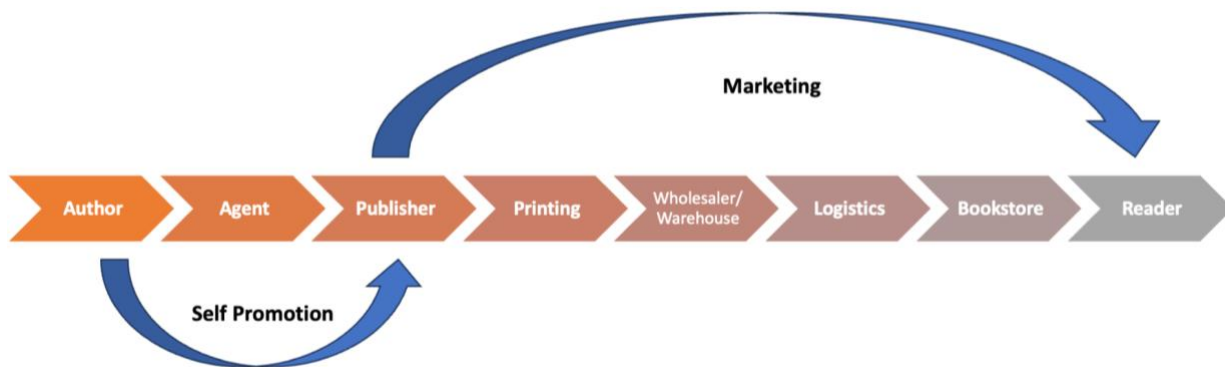 Marketing
Author
Agent
Publisher
Printing
Wholesaler/
Warehouse
Logistics
Bookstore
Reader
Self Promotion